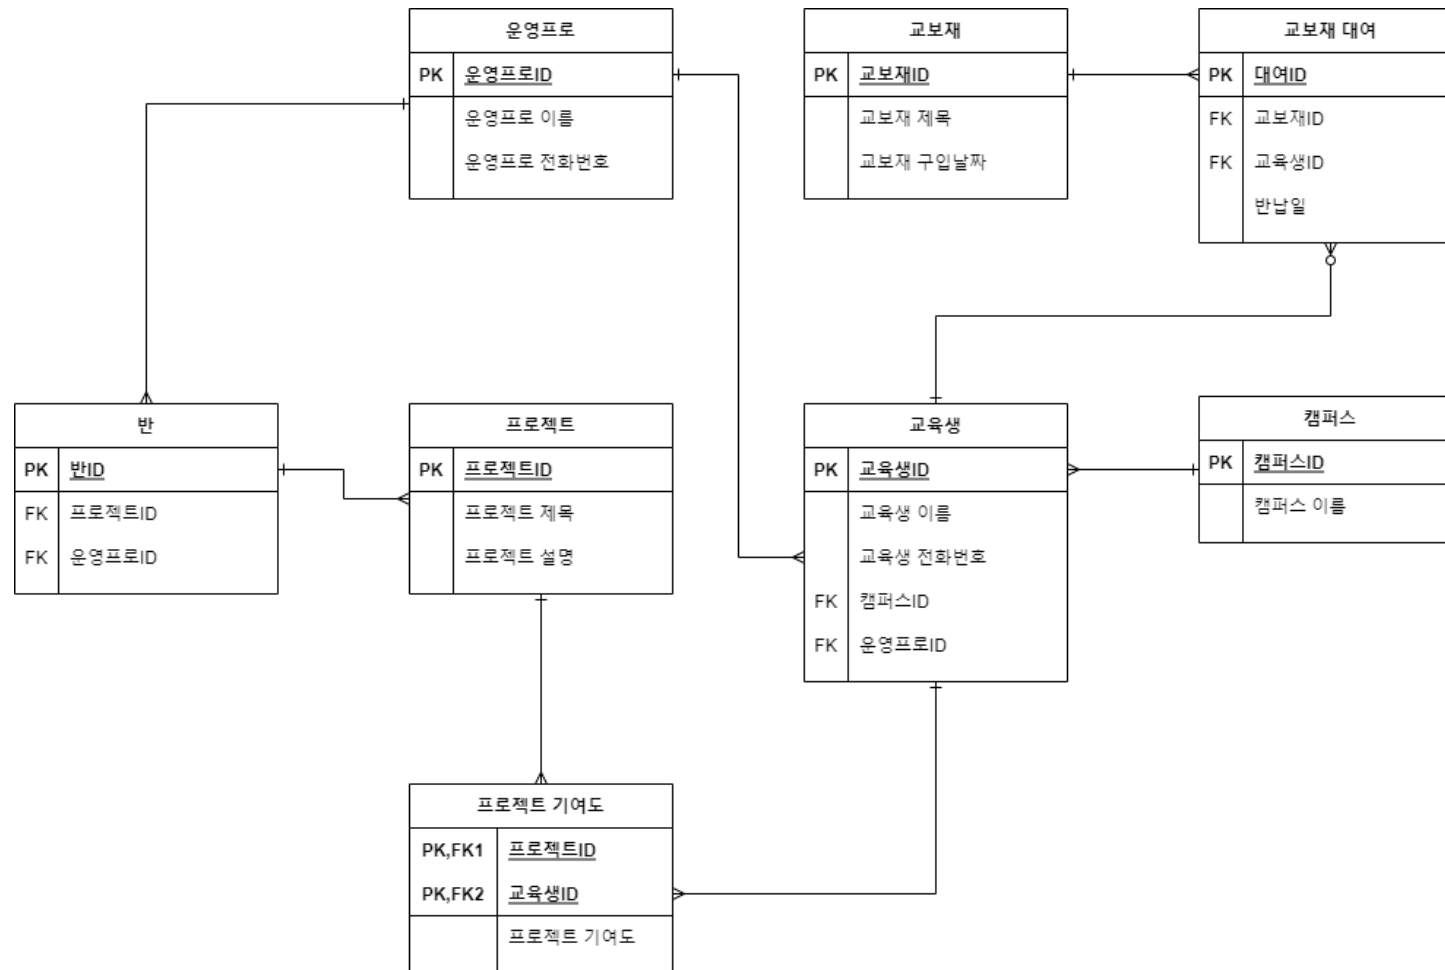 운영프로
PK 운영프로ID
운영프로 이름
운영프로 전화번호
교보재
PK 교보재ID
교보재 제목
교보재 구입날짜
교보재 대여
PK 대여ID
FK 교보재ID
FK 교육생ID
반납일
반
PK 반ID
FK 프로젝트ID
FK 운영프로ID
프로젝트
PK 프로젝트ID
프로젝트 제목
프로젝트 설명
교육생
PK 교육생ID
교육생 이름
교육생 전화번호
FK 캠퍼스ID
FK 운영프로ID
캠퍼스
PK 캠퍼스ID
캠퍼스 이름
프로젝트 기여도
PK,FK1 프로젝트ID
PK,FK2 교육생ID
프로젝트 기여도